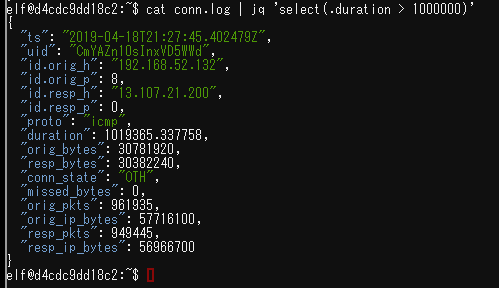 elf@d4cdc9dd18c2:~$ cat conn.log | jq 'select(.duration > 1000000)'
{
"ts": "2019-04-18T21:27:45.402479Z",
"uid": "CmYAZn10sInxVD5WWd",
"id.orig_h": "192.168.52.132",
"id.orig_p": 8,
"id.resp_h": "13.107.21.200",
"id.resp_p": 0,
"proto": "icmp",
"duration": 1019365.337758,
"orig_bytes": 30781920,
"resp_bytes": 30382240,
"conn_state": "OTH",
"missed_bytes": 0,
"orig_pkts": 961935,
"orig_ip_bytes": 57716100,
"resp_pkts": 949445,
"resp_ip_bytes": 56966700
}
elf@d4cdc9dd18c2:~$